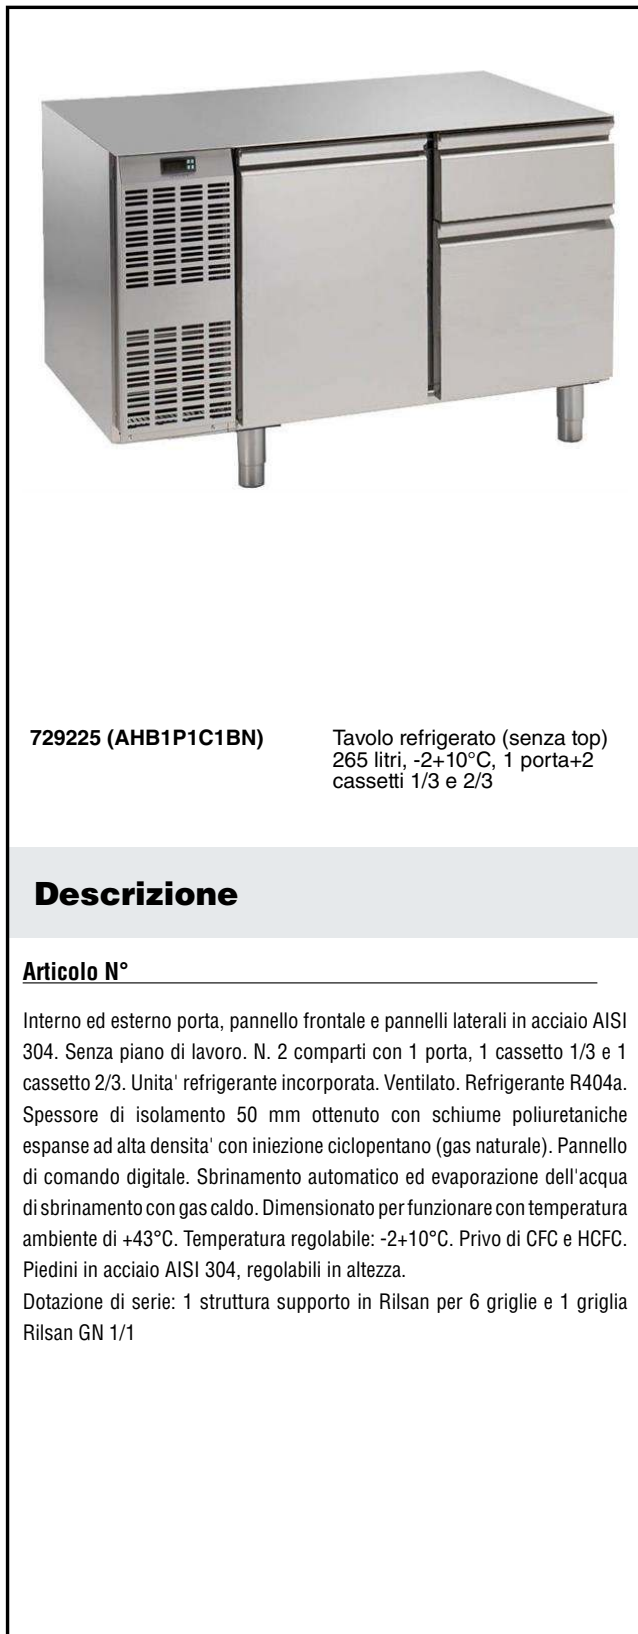 729225 (AHB1P1C1BN)
Tavolo refrigerato (senza top)
265 litri, -2+10°C, 1 porta+2
cassetti 1/3 e 2/3
Descrizione
Articolo N°
Interno ed esterno porta, pannello frontale e pannelli laterali in acciaio AISI
304. Senza piano di lavoro. N. 2 comparti con 1 porta, 1 cassetto 1/3 e 1
cassetto 2/3. Unita' refrigerante incorporata. Ventilato. Refrigerante R404a.
Spessore di isolamento 50 mm ottenuto con schiume poliuretaniche
espanse ad alta densita' con iniezione ciclopentano (gas naturale). Pannello
di comando digitale. Sbrinamento automatico ed evaporazione dell'acqua
di sbrinamento con gas caldo. Dimensionato per funzionare con temperatura
ambiente di +43°C. Temperatura regolabile: -2+10°C. Privo di CFC e HCFC.
Piedini in acciaio AISI 304, regolabili in altezza.
Dotazione di serie: 1 struttura supporto in Rilsan per 6 griglie e 1 griglia
Rilsan GN 1/1